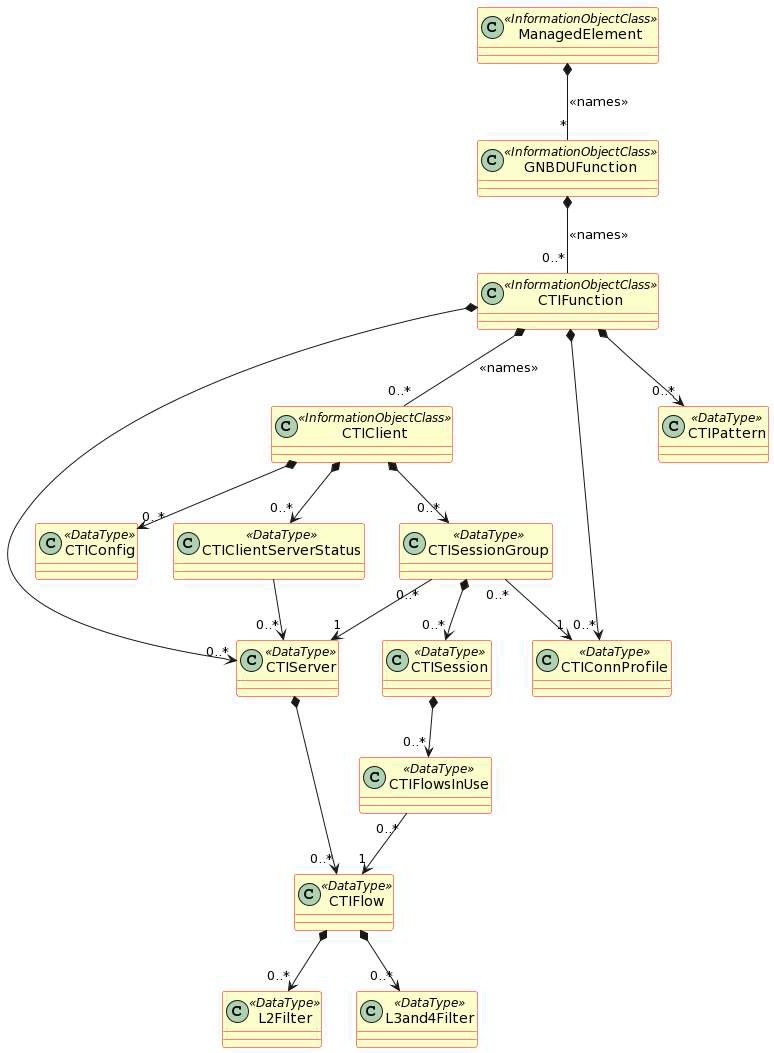 C
«InformationObjectClass»
ManagedElement
«names»
*
C
«InformationObjectClass»
GNBDUFunction
«names»
0..*
C
«InformationObjectClass»
CTIFunction
«names»
0..*
0..*
C
«InformationObjectClass»
CTIClient
C
«DataType»
CTIPattern
0..*
0..*
0..*
C
«DataType»
CTIConfig
C
«DataType»
CTIClientServerStatus
C
«DataType»
CTISessionGroup
0..*
0..*
0..*
0..*
1
0..*
1
0..*
C
«DataType»
CTIServer
C
«DataType»
CTISession
C
«DataType»
CTIConnProfile
0..*
C
«DataType»
CTIFlowsInUse
0..*
0..*
1
C
«DataType»
CTIFlow
0..*
0..*
C
«DataType»
L2Filter
C
«DataType»
L3and4Filter